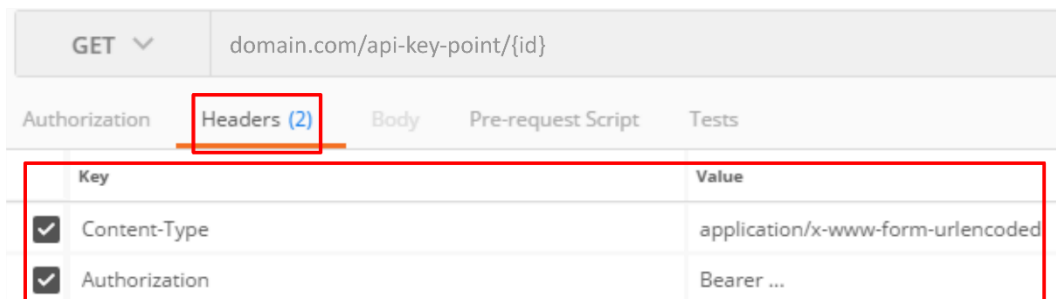 GET domain.com/api-key-point/{id}
Authorization Headers (2) Body Pre-request Script Tests
Key Value
Content-Type application/x-www-form-urlencoded
Authorization Bearer ...